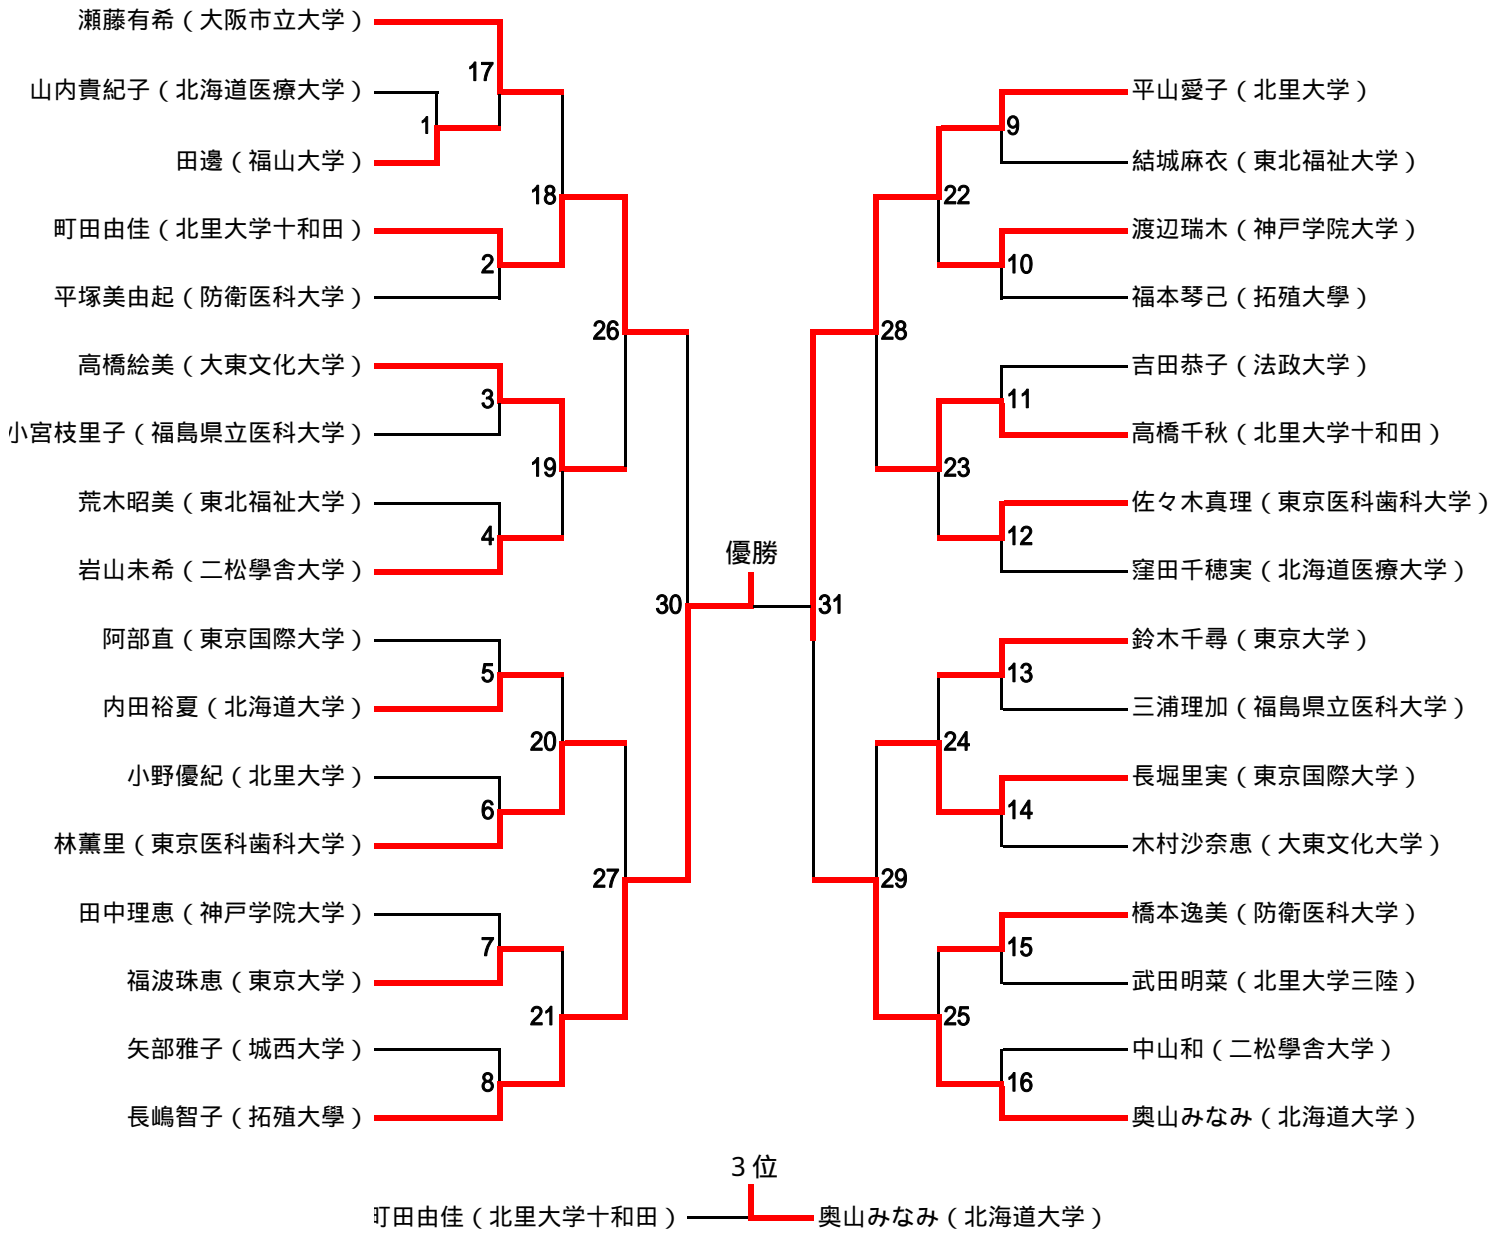 瀬藤有希（大阪市立大学）
17
山内貴紀子（北海道医療大学）
1
田邊（福山大学）
18
町田由佳（北里大学十和田）
2
平塚美由起（防衛医科大学）
26
高橋絵美（大東文化大学）
3
小宮枝里子（福島県立医科大学）
19
荒木昭美（東北福祉大学）
4
岩山未希（二松學舎大学）
30
阿部直（東京国際大学）
5
内田裕夏（北海道大学）
20
小野優紀（北里大学）
6
林薫里（東京医科歯科大学）
27
田中理恵（神戸学院大学）
7
福波珠恵（東京大学）
21
矢部雅子（城西大学）
8
長嶋智子（拓殖大學）
優勝
平山愛子（北里大学）
9
結城麻衣（東北福祉大学）
22
渡辺瑞木（神戸学院大学）
10
福本琴己（拓殖大學）
28
吉田恭子（法政大学）
11
高橋千秋（北里大学十和田）
23
佐々木真理（東京医科歯科大学）
12
窪田千穂実（北海道医療大学）
31
鈴木千尋（東京大学）
13
三浦理加（福島県立医科大学）
24
長堀里実（東京国際大学）
14
木村沙奈恵（大東文化大学）
29
橋本逸美（防衛医科大学）
15
武田明菜（北里大学三陸）
25
中山和（二松學舎大学）
16
奥山みなみ（北海道大学）
3位
町田由佳（北里大学十和田）
奥山みなみ（北海道大学）